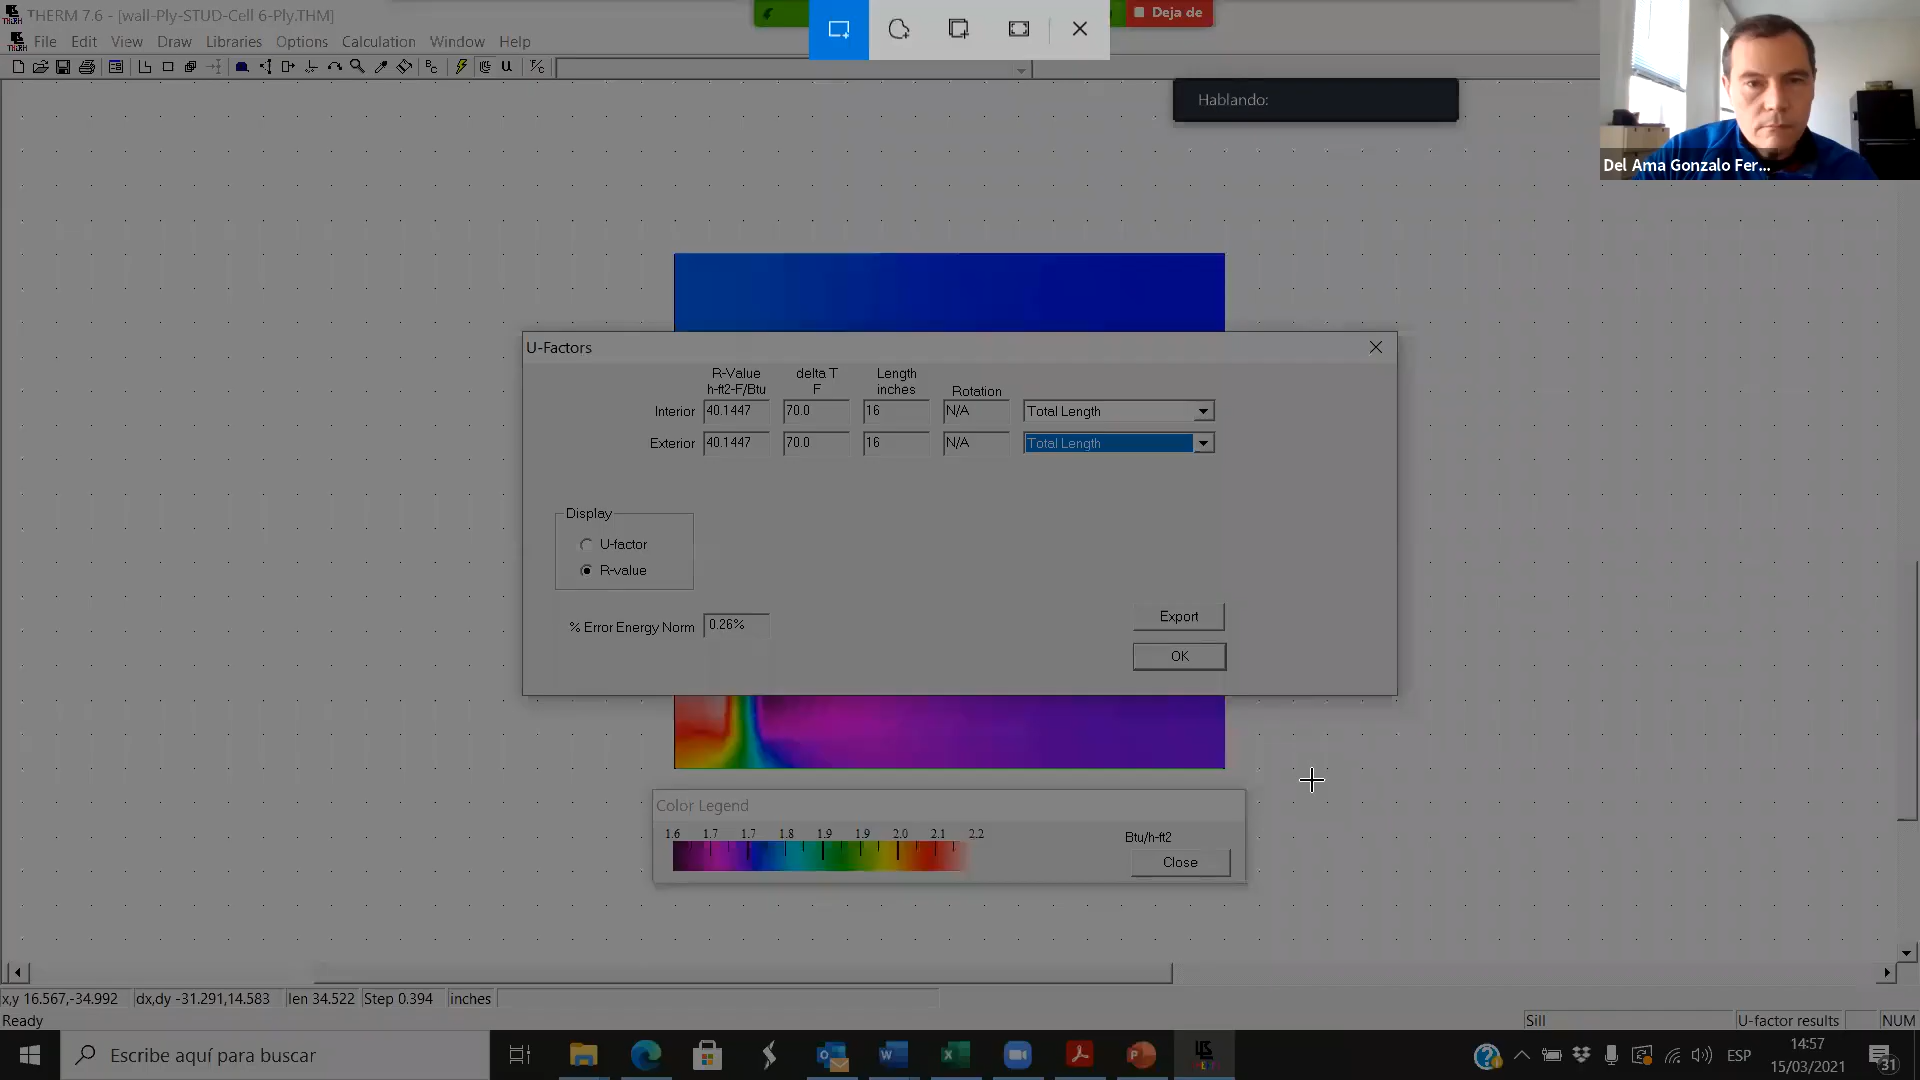 THERM 7.6 - [wall-Ply-STUD-Cell 6-Ply.THM]
Deja de
File Edit View Draw Libraries Options Calculation Window Help
Hablando:
Del Ama Gonzalo Fer...
U-Factors
R-Value delta T Length
h-ft2-F/Btu F inches Rotation
Interior 40.1447 70.0 16 N/A Total Length
Exterior 40.1447 70.0 16 N/A Total Length
Display
U-factor
R-value
% Error Energy Norm 0.26%
Export
OK
Color Legend
1.6 1.7 1.7 1.8 1.9 1.9 2.0 2.1 2.2
Btu/h-ft2
Close
x,y 16.567,-34.992 dx,dy -31.291,14.583 len 34.522 Step 0.394 inches
Ready Sill U-factor results NUM
Escribe aquí para buscar
ESP
14:57
15/03/2021
31